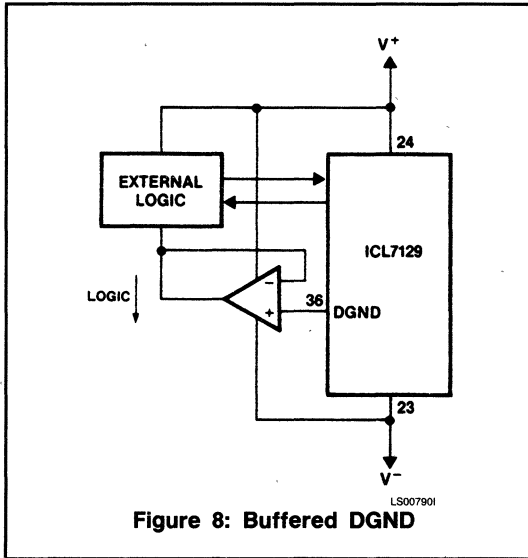 V+
24
EXTERNAL
LOGIC
ICL7129
-
LOGIC
36
+
DGND
23
V-
LS00790I
Figure 8: Buffered DGND